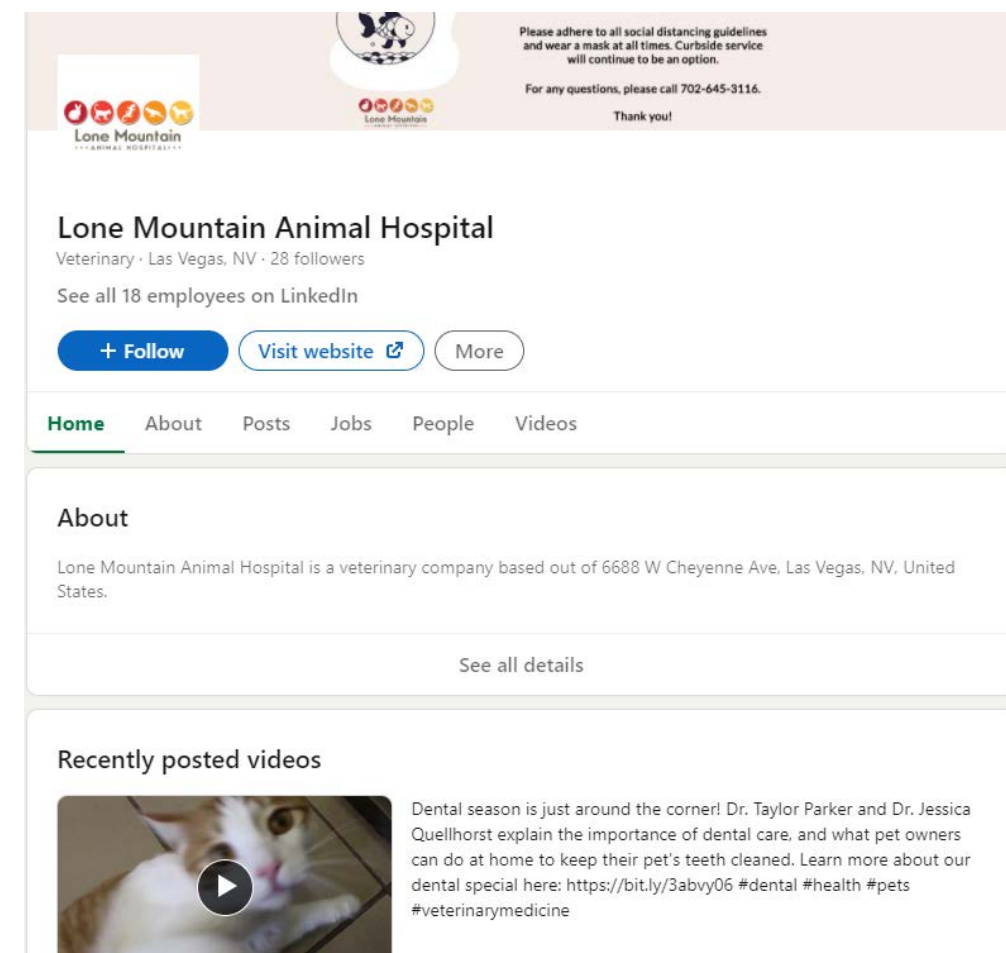 Please adhere to all social distancing guidelines
and wear a mask at all times. Curbside service
will continue to be an option.
For any questions, please call 702-645-3116.
Thank you!
Lone Mountain
Lone Mountain
ANIMAL HOSPITAL
Lone Mountain Animal Hospital
Veterinary · Las Vegas, NV · 28 followers
See all 18 employees on LinkedIn
+ Follow
Visit website
More
Home About Posts Jobs People Videos
About
Lone Mountain Animal Hospital is a veterinary company based out of 6688 W Cheyenne Ave, Las Vegas, NV, United
States.
See all details
Recently posted videos
Dental season is just around the corner! Dr. Taylor Parker and Dr. Jessica
Quellhorst explain the importance of dental care, and what pet owners
can do at home to keep their pet's teeth cleaned. Learn more about our
dental special here: https://bit.ly/3abvy06 #dental #health #pets
#veterinarymedicine